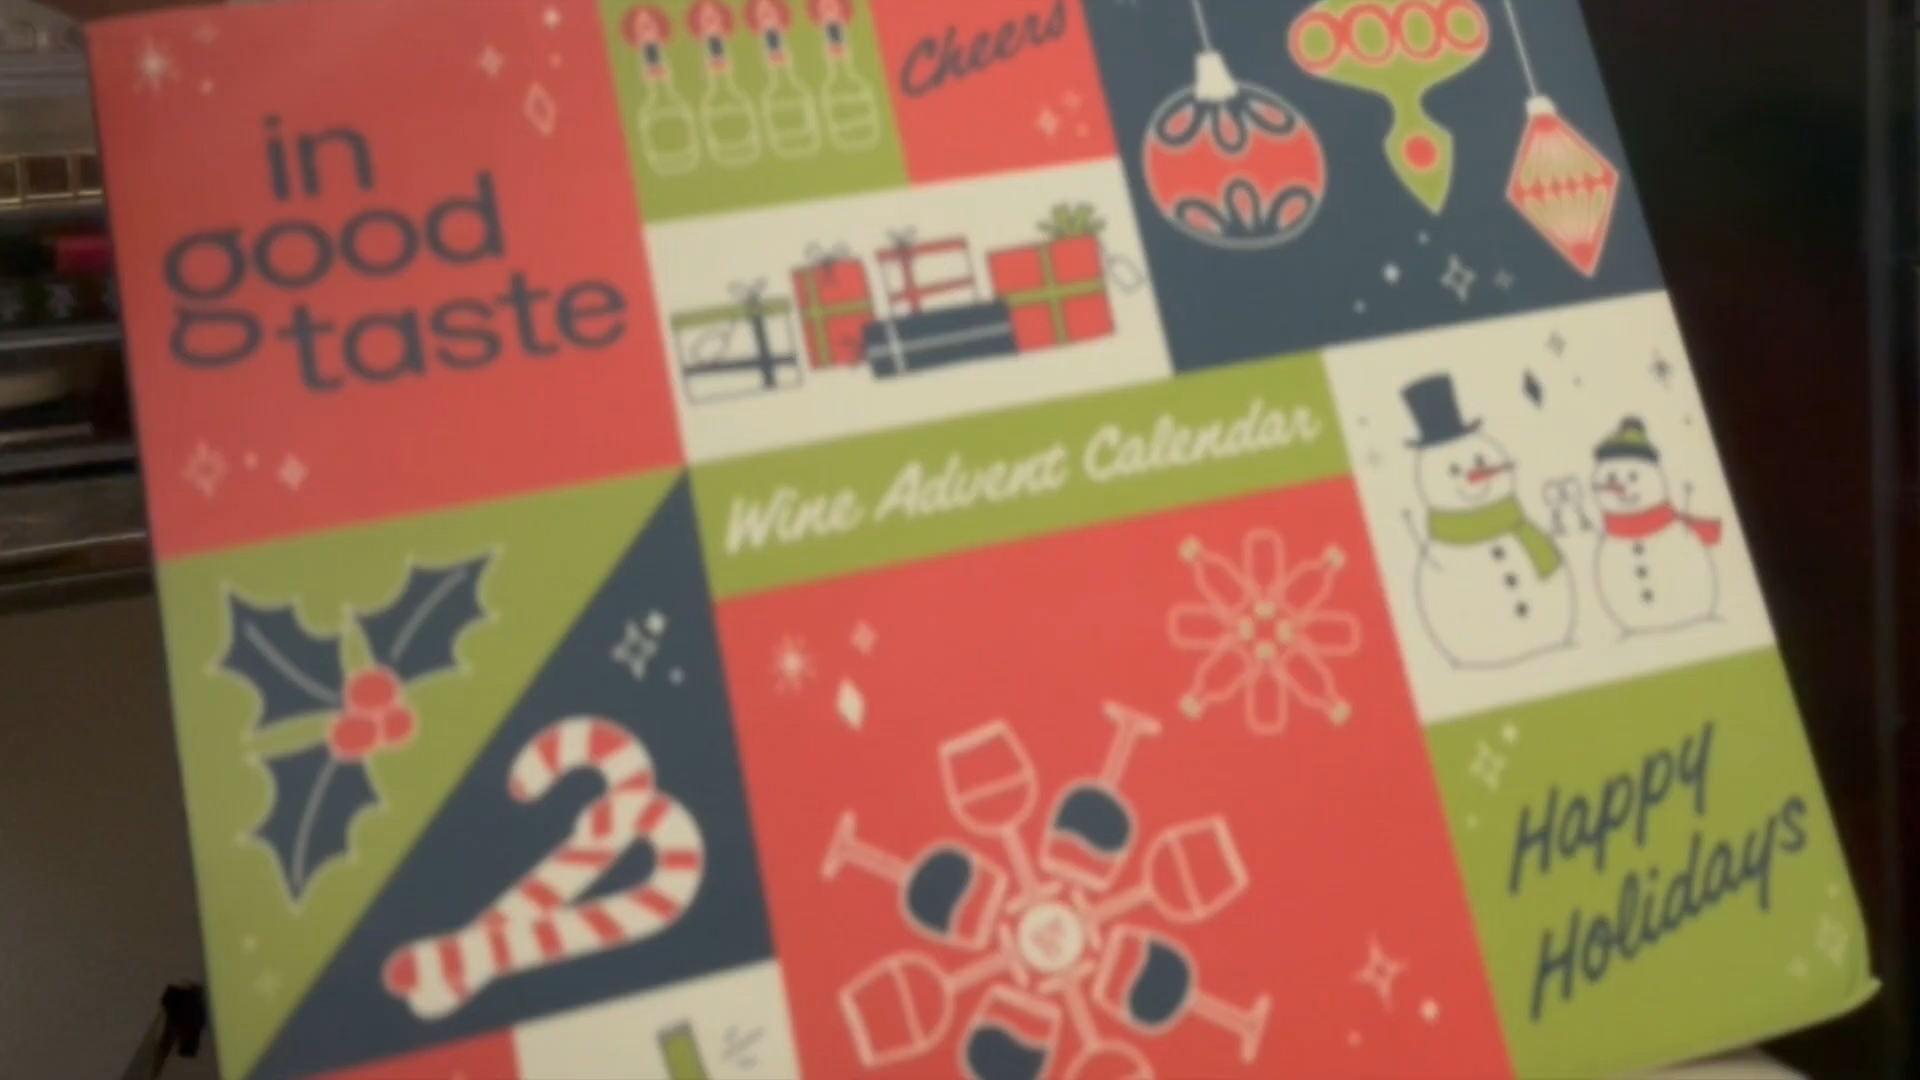 in
good
taste
Cheers
Wine Advent Calendar
Happy
Holidays